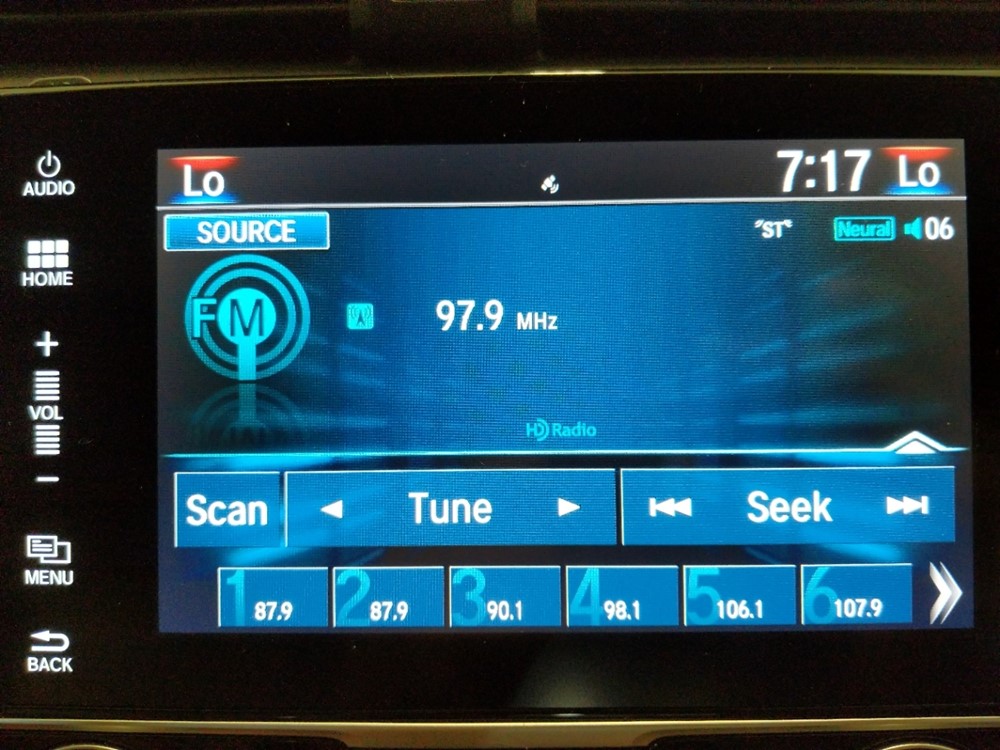 AUDIO
HOME
+
VOL
-
MENU
BACK
Lo 7:17 Lo
SOURCE "ST" Neural 06
FM 97.9 MHz
HD Radio
Scan Tune Seek
1 87.9 2 87.9 3 90.1 4 98.1 5 106.1 6 107.9